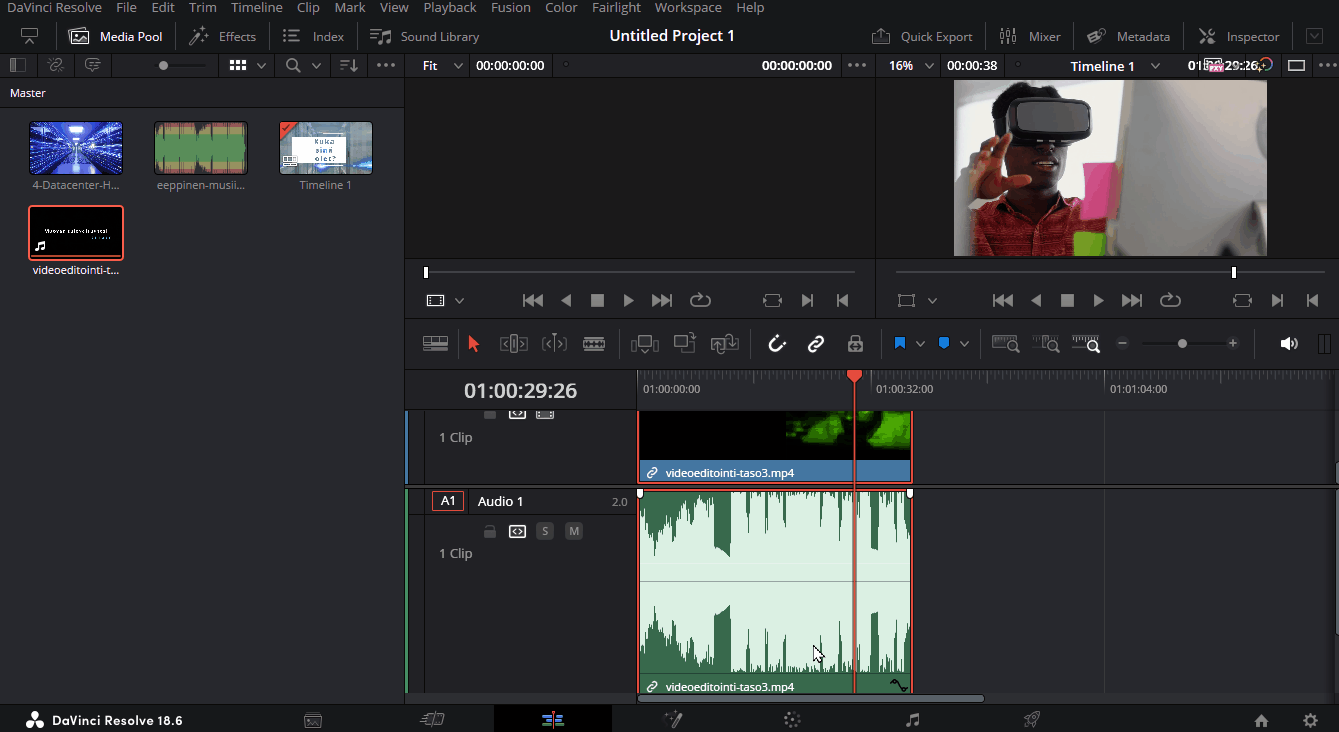 DaVinci Resolve File Edit Trim Timeline Clip Mark View Playback Fusion Color Fairlight Workspace Help
Media Pool Effects Index Sound Library Untitled Project 1 Quick Export Mixer Metadata Inspector
Fit 00:00:00:00 00:00:00:00 16% 00:00:38 Timeline 1
Master
Kuka
sinä
olet?
4-Datacenter-H... eeppinen-musii... Timeline 1
videoeditointi-t...
01:00:29:26 01:00:00:00 01:00:32:00 01:01:04:00
1 Clip
videoeditointi-taso3.mp4
A1 Audio 1 2.0
S M
1 Clip
videoeditointi-taso3.mp4
DaVinci Resolve 18.6